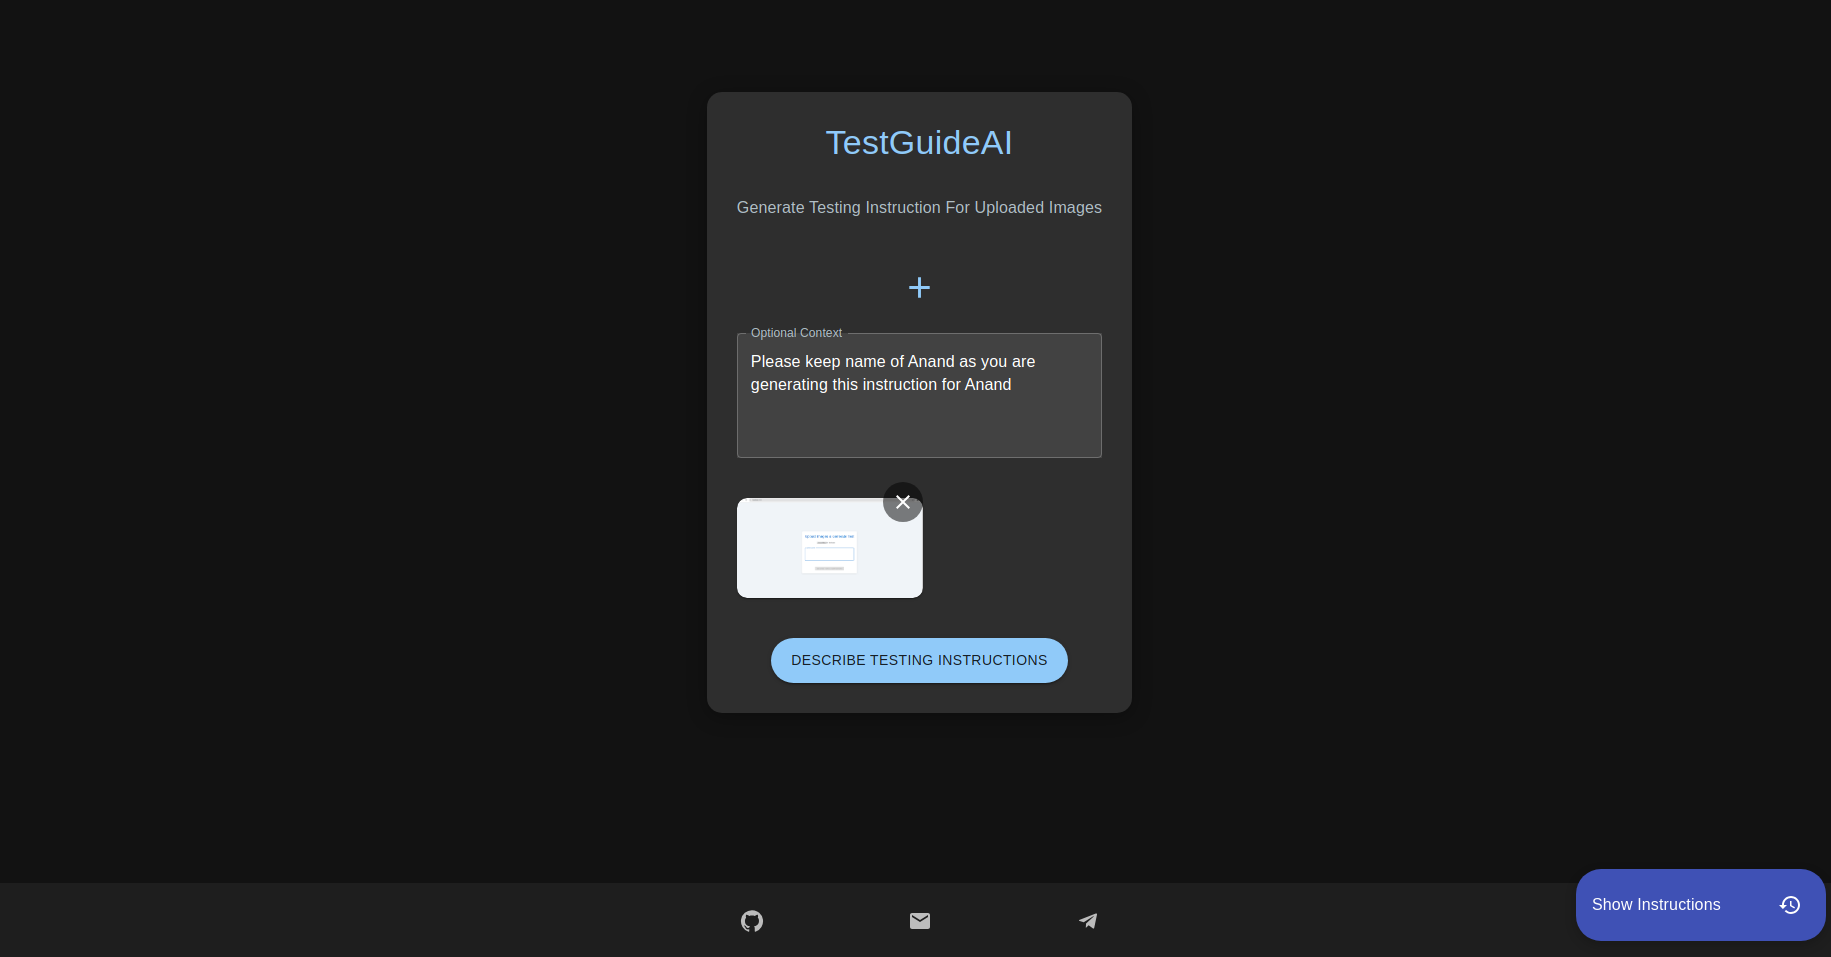 TestGuideAI
Generate Testing Instruction For Uploaded Images
Optional Context
Please keep name of Anand as you are
generating this instruction for Anand
DESCRIBE TESTING INSTRUCTIONS
Show Instructions